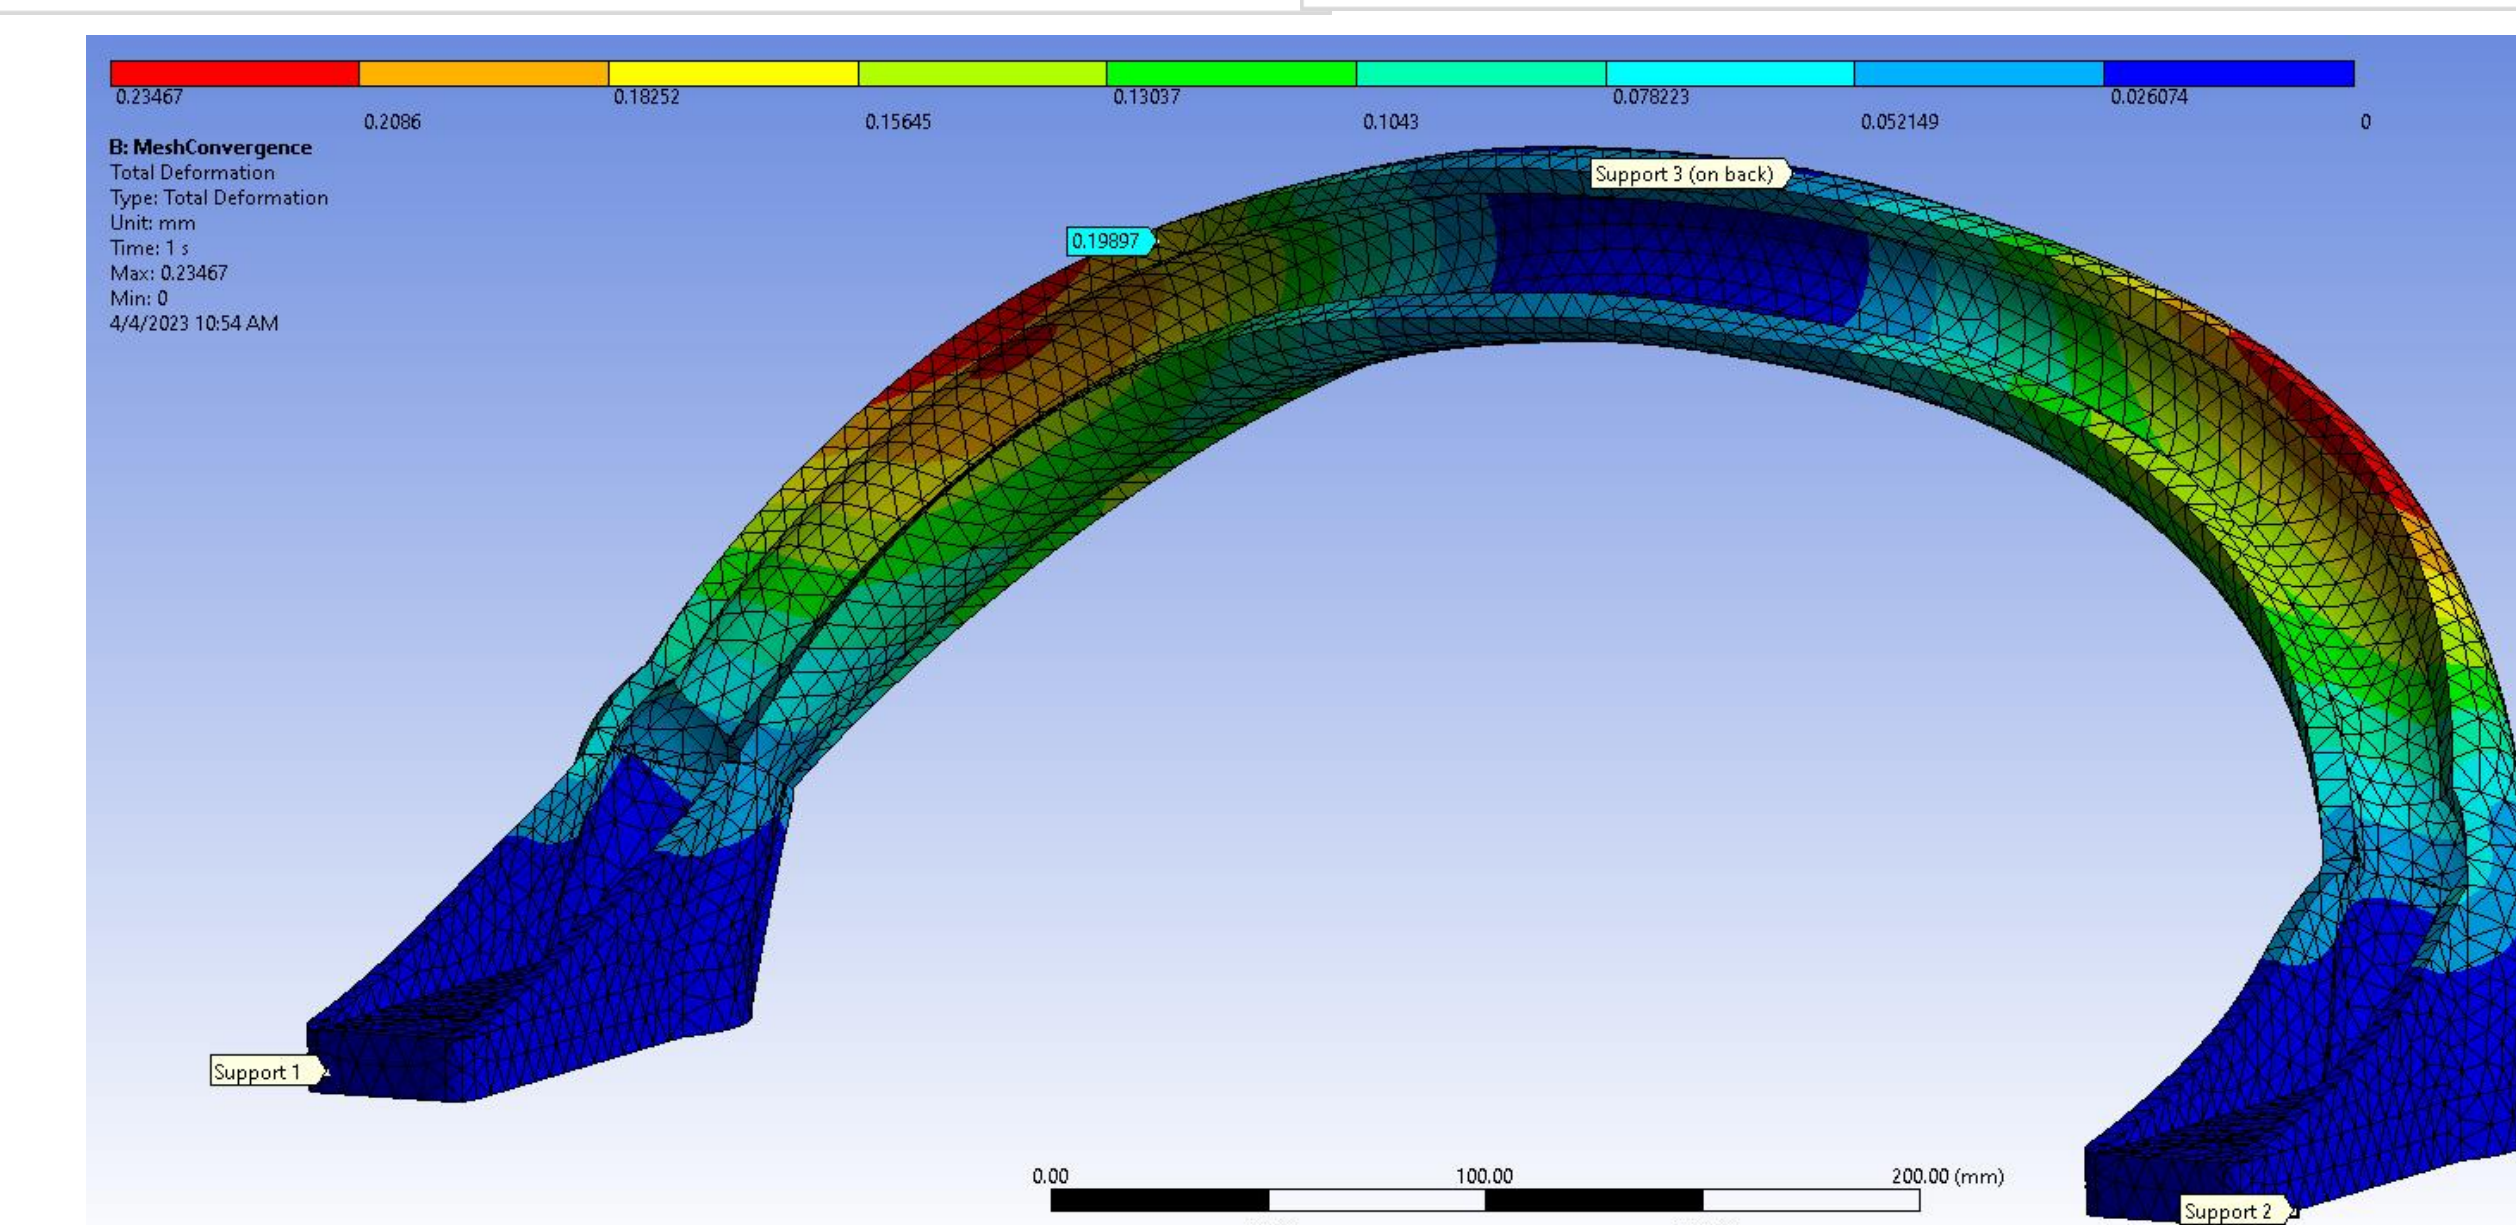 0.23467
0.18252
0.13037
0.078223
0.026074
0.2086
0.15645
0.1043
0.052149
0
B: MeshConvergence
Total Deformation
Type: Total Deformation
Unit: mm
Time: 1 s
Max: 0.23467
Min: 0
4/4/2023 10:54 AM
Support 3 (on back)
0.19897
Support 1
0.00
100.00
200.00 (mm)
Support 2